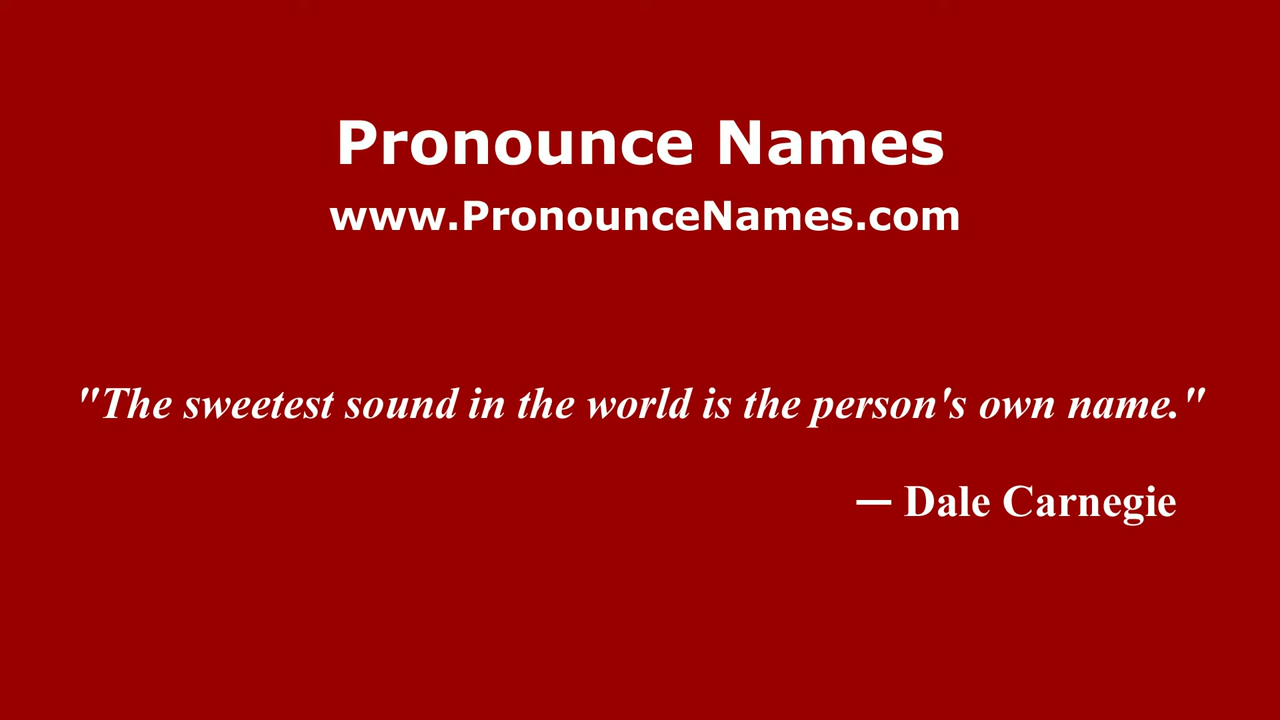 Pronounce Names
www.PronounceNames.com
"The sweetest sound in the world is the person's own name."
— Dale Carnegie